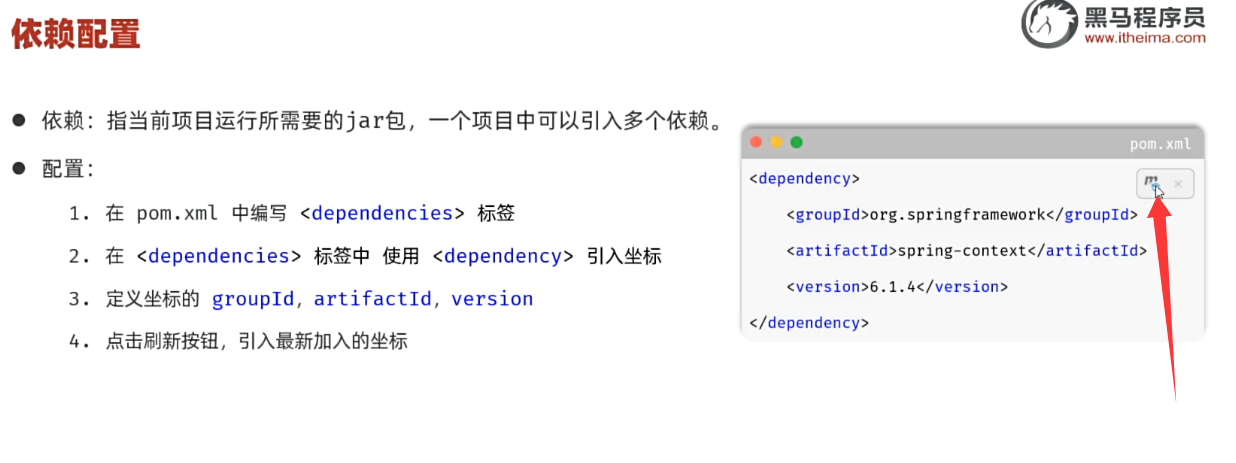 依赖配置
黑马程序员
www.itheima.com
依赖：指当前项目运行所需要的jar包，一个项目中可以引入多个依赖。
配置：
1. 在 pom.xml 中编写 <dependencies> 标签
2. 在 <dependencies> 标签中 使用 <dependency> 引入坐标
3. 定义坐标的 groupId，artifactId，version
4. 点击刷新按钮，引入最新加入的坐标
pom.xml
<dependency>
m ×
<groupId>org.springframework</groupId>
<artifactId>spring-context</artifactId>
<version>6.1.4</version>
</dependency>